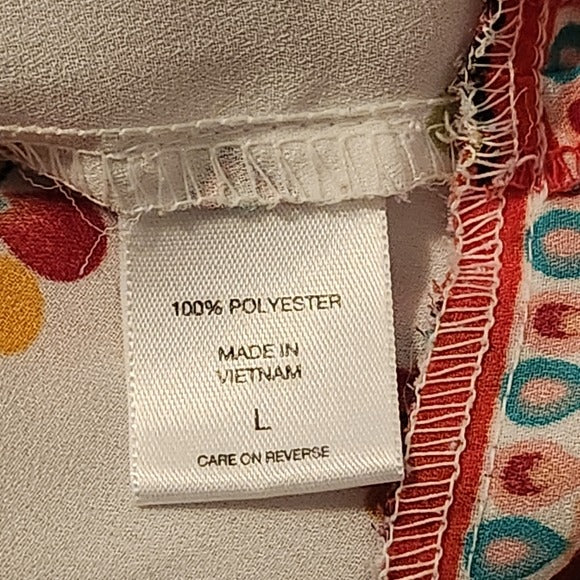 100% POLYESTER
MADE IN
VIETNAM
L
CARE ON REVERSE